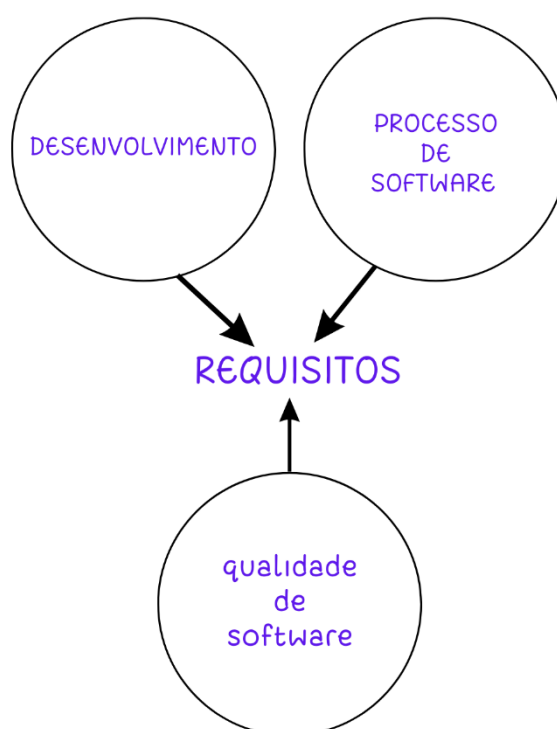 DESENVOLVIMENTO
PROCESSO
DE
SOFTWARE
REQUISITOS
qualidade
de
software